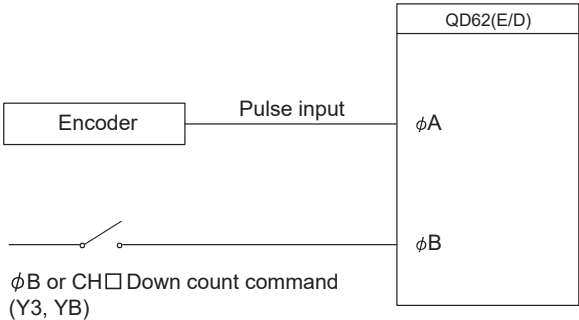 QD62(E/D)
Encoder
Pulse input
ϕA
ϕB
ϕB or CH□ Down count command
(Y3, YB)